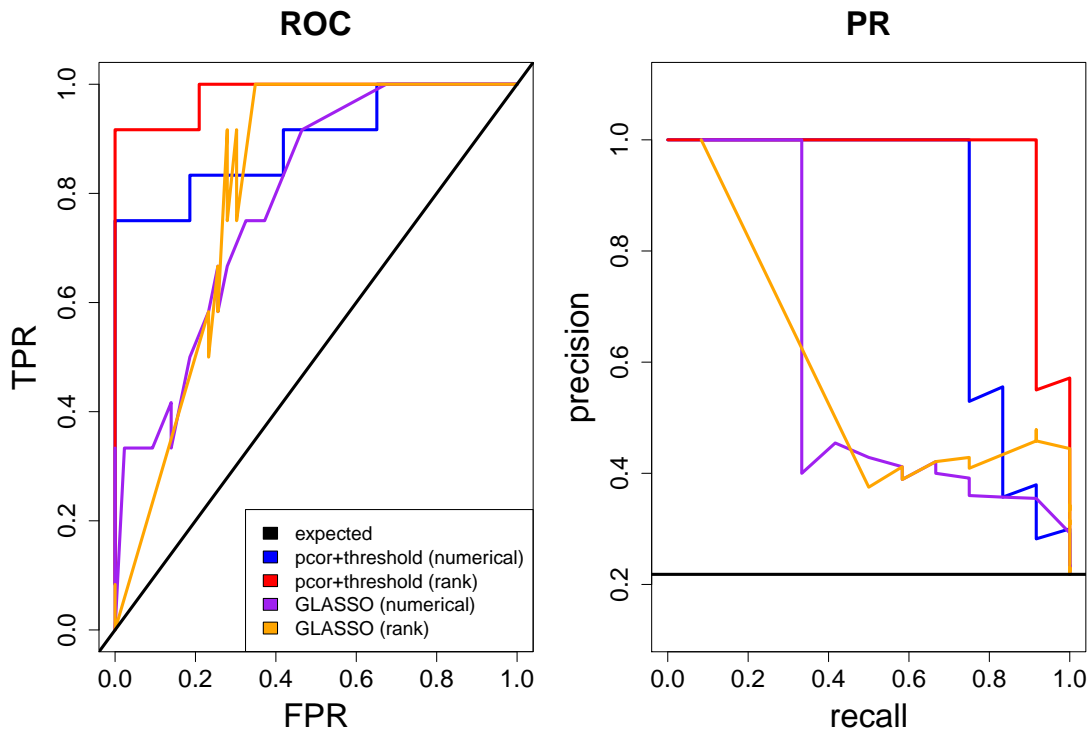 ROC
TPR
1.0
0.8
0.6
0.4
0.2
0.0
expected
pcor+threshold (numerical)
pcor+threshold (rank)
GLASSO (numerical)
GLASSO (rank)
0.0 0.2 0.4 0.6 0.8 1.0
FPR
PR
precision
1.0
0.8
0.6
0.4
0.2
0.0 0.2 0.4 0.6 0.8 1.0
recall